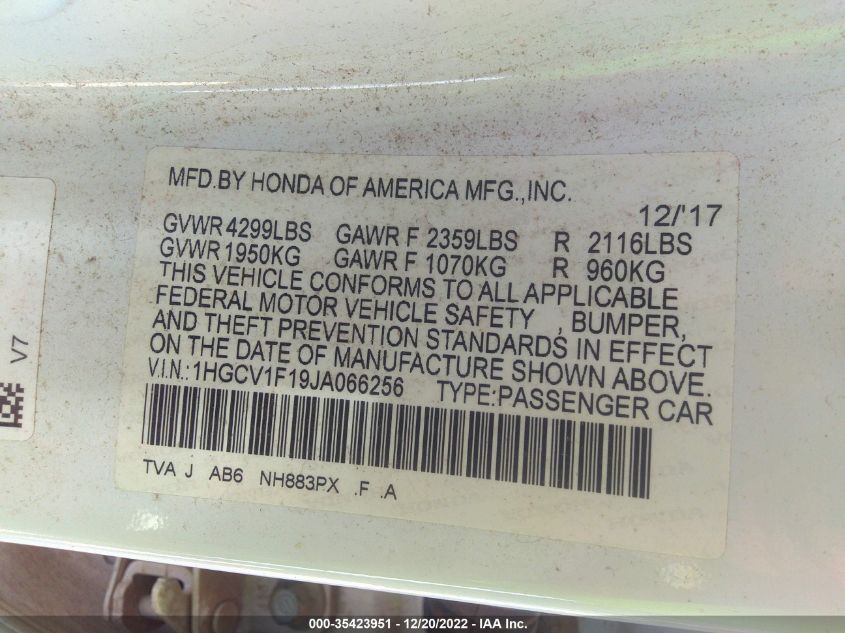 MFD.BY HONDA OF AMERICA MFG.,INC.
12/'17
GVWR 4299LBS GAWR F 2359LBS R 2116LBS
GVWR 1950KG GAWR F 1070KG R 960KG
THIS VEHICLE CONFORMS TO ALL APPLICABLE
FEDERAL MOTOR VEHICLE SAFETY , BUMPER,
AND THEFT PREVENTION STANDARDS IN EFFECT
ON THE DATE OF MANUFACTURE SHOWN ABOVE.
V.I.N.:1HGCV1F19JA066256 TYPE:PASSENGER CAR
TVA J AB6 NH883PX .F .A
V7
000-35423951 - 12/20/2022 - IAA Inc.